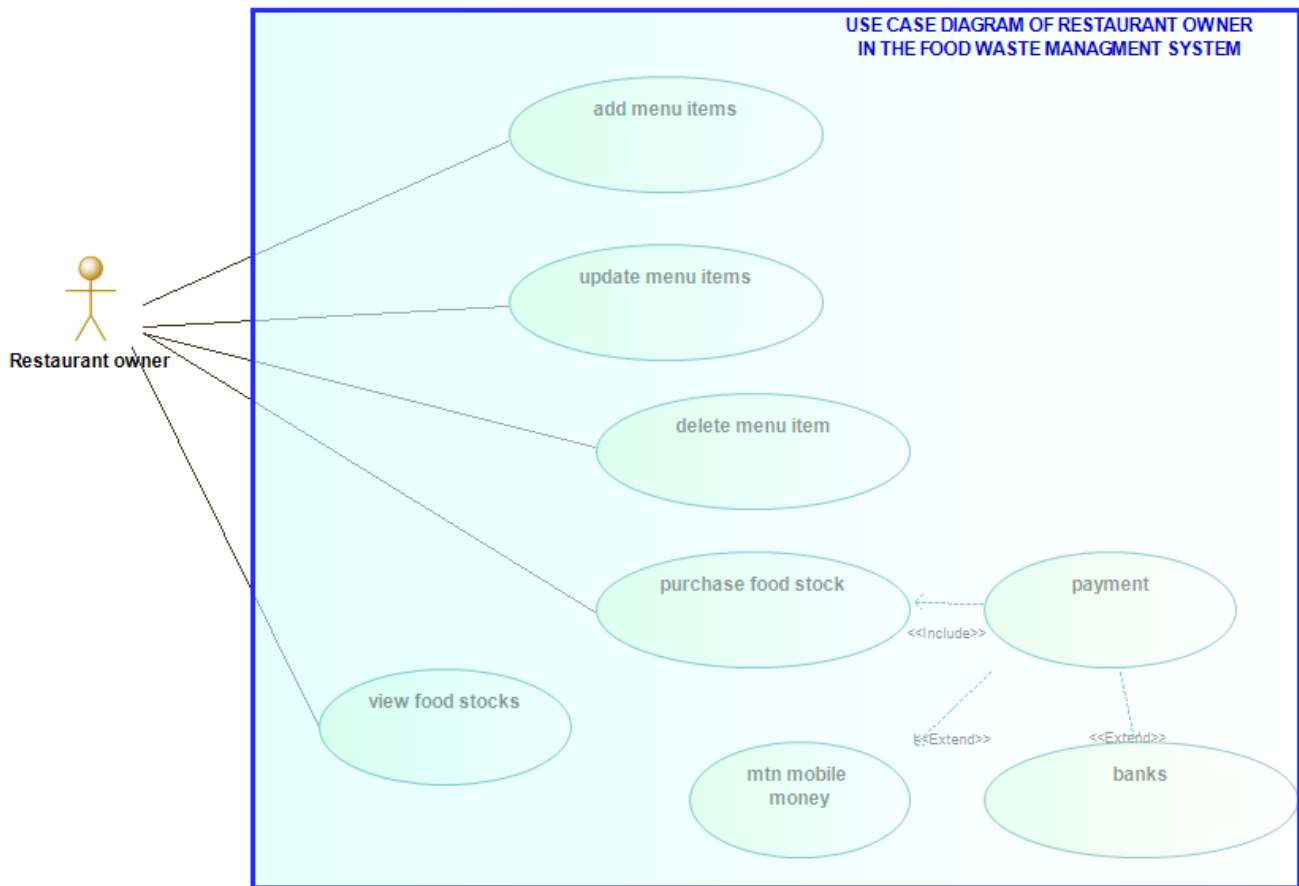 USE CASE DIAGRAM OF RESTAURANT OWNER
IN THE FOOD WASTE MANAGMENT SYSTEM
add menu items
update menu items
Restaurant owner
delete menu item
purchase food stock
payment
<<Include>>
view food stocks
<<Extend>>
<<Extend>>
mtn mobile
money
banks